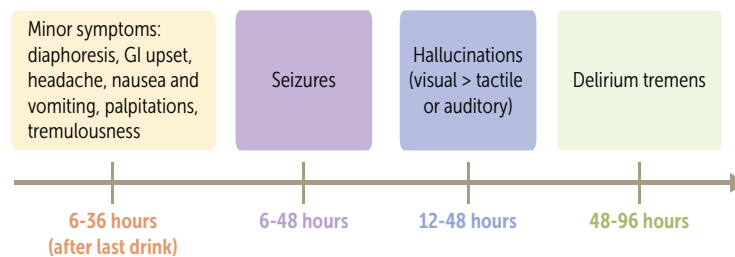 Minor symptoms:
diaphoresis, GI upset,
headache, nausea and
vomiting, palpitations,
tremulousness
Seizures
Hallucinations
(visual > tactile
or auditory)
Delirium tremens
6-36 hours
(after last drink)
6-48 hours
12-48 hours
48-96 hours